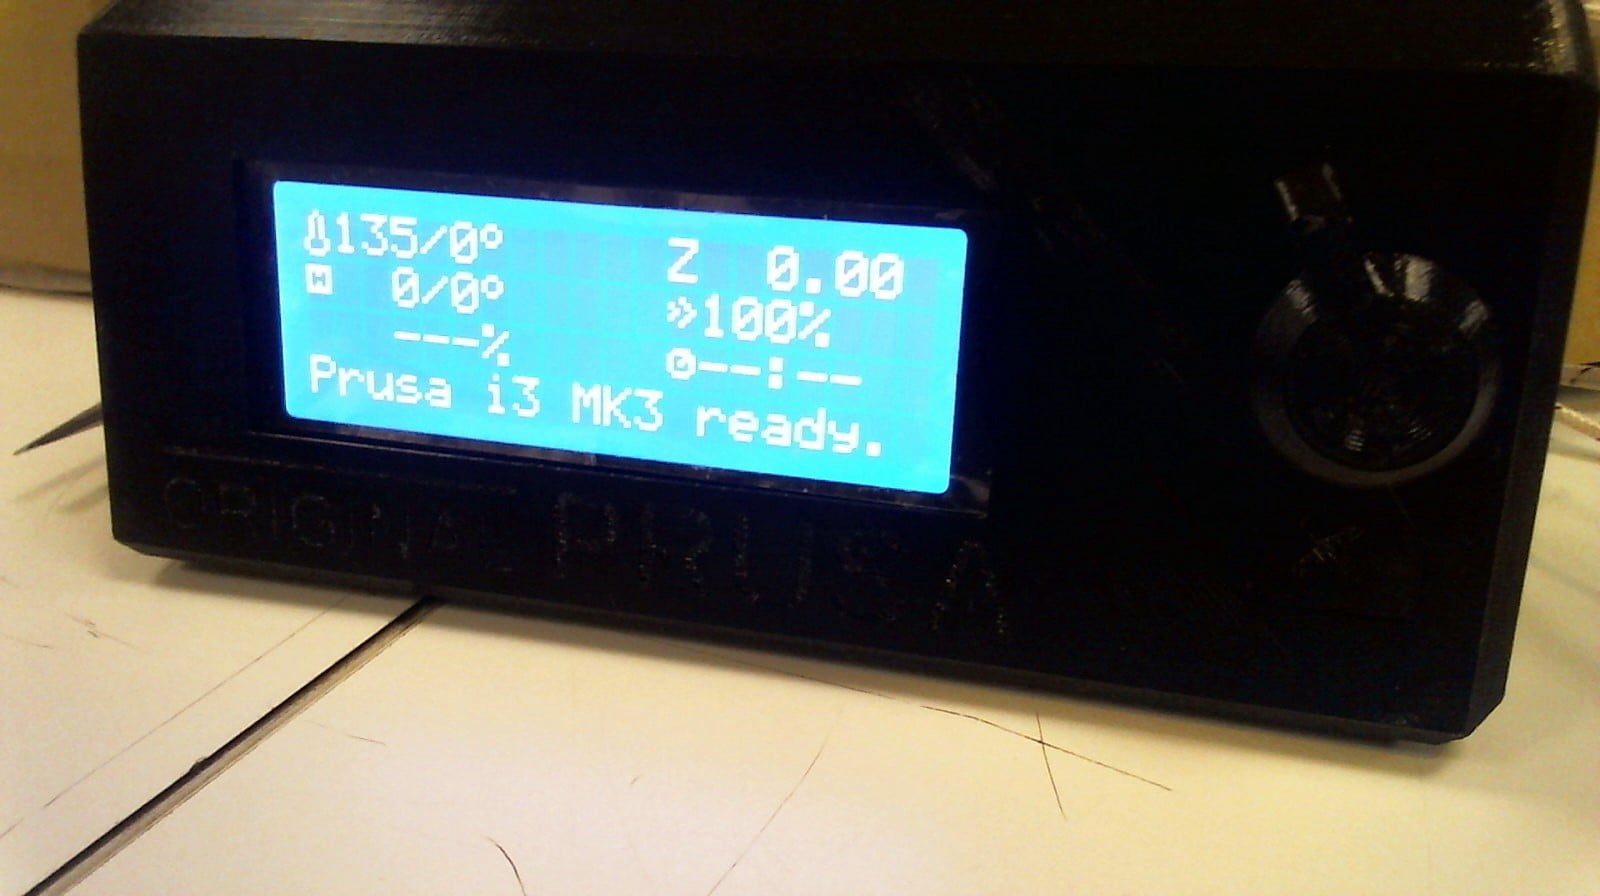 135/0° Z 0.00
0/0° 100%
---% --:--
Prusa i3 MK3 ready.
ORIGINAL PRUSA